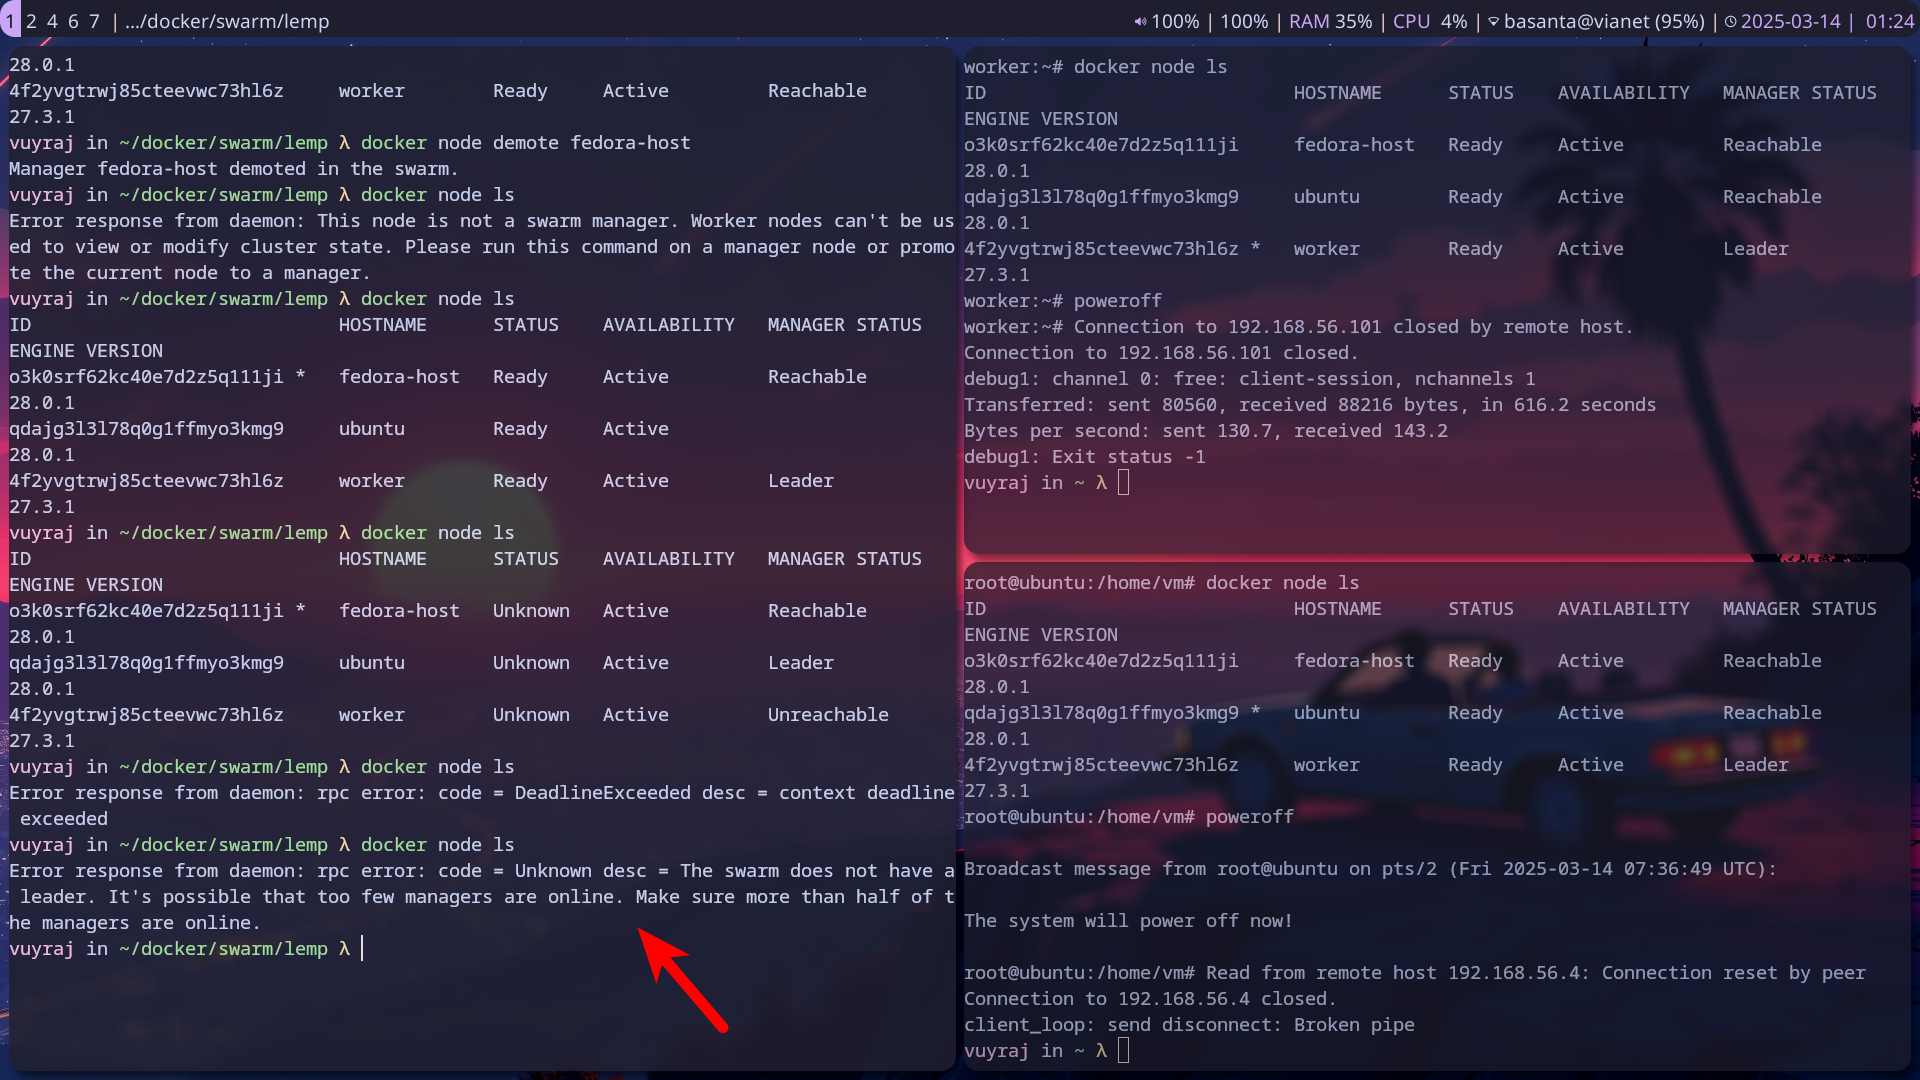 1 2 4 6 7 | .../docker/swarm/lemp
100% | 100% | RAM 35% | CPU 4% | basanta@vianet (95%) | 2025-03-14 | 01:24
28.0.1
4f2yvgtrwj85cteevwc73hl6z worker Ready Active Reachable
27.3.1
vuyraj in ~/docker/swarm/lemp λ docker node demote fedora-host
Manager fedora-host demoted in the swarm.
vuyraj in ~/docker/swarm/lemp λ docker node ls
Error response from daemon: This node is not a swarm manager. Worker nodes can't be us
ed to view or modify cluster state. Please run this command on a manager node or promo
te the current node to a manager.
vuyraj in ~/docker/swarm/lemp λ docker node ls
ID HOSTNAME STATUS AVAILABILITY MANAGER STATUS
ENGINE VERSION
o3k0srf62kc40e7d2z5q111ji * fedora-host Ready Active Reachable
28.0.1
qdajg3l3l78q0g1ffmyo3kmg9 ubuntu Ready Active
28.0.1
4f2yvgtrwj85cteevwc73hl6z worker Ready Active Leader
27.3.1
vuyraj in ~/docker/swarm/lemp λ docker node ls
ID HOSTNAME STATUS AVAILABILITY MANAGER STATUS
ENGINE VERSION
o3k0srf62kc40e7d2z5q111ji * fedora-host Unknown Active Reachable
28.0.1
qdajg3l3l78q0g1ffmyo3kmg9 ubuntu Unknown Active Leader
28.0.1
4f2yvgtrwj85cteevwc73hl6z worker Unknown Active Unreachable
27.3.1
vuyraj in ~/docker/swarm/lemp λ docker node ls
Error response from daemon: rpc error: code = DeadlineExceeded desc = context deadline
 exceeded
vuyraj in ~/docker/swarm/lemp λ docker node ls
Error response from daemon: rpc error: code = Unknown desc = The swarm does not have a
 leader. It's possible that too few managers are online. Make sure more than half of t
he managers are online.
vuyraj in ~/docker/swarm/lemp λ
worker:~# docker node ls
ID HOSTNAME STATUS AVAILABILITY MANAGER STATUS
ENGINE VERSION
o3k0srf62kc40e7d2z5q111ji fedora-host Ready Active Reachable
28.0.1
qdajg3l3l78q0g1ffmyo3kmg9 ubuntu Ready Active Reachable
28.0.1
4f2yvgtrwj85cteevwc73hl6z * worker Ready Active Leader
27.3.1
worker:~# poweroff
worker:~# Connection to 192.168.56.101 closed by remote host.
Connection to 192.168.56.101 closed.
debug1: channel 0: free: client-session, nchannels 1
Transferred: sent 80560, received 88216 bytes, in 616.2 seconds
Bytes per second: sent 130.7, received 143.2
debug1: Exit status -1
vuyraj in ~ λ
root@ubuntu:/home/vm# docker node ls
ID HOSTNAME STATUS AVAILABILITY MANAGER STATUS
ENGINE VERSION
o3k0srf62kc40e7d2z5q111ji fedora-host Ready Active Reachable
28.0.1
qdajg3l3l78q0g1ffmyo3kmg9 * ubuntu Ready Active Reachable
28.0.1
4f2yvgtrwj85cteevwc73hl6z worker Ready Active Leader
27.3.1
root@ubuntu:/home/vm# poweroff
Broadcast message from root@ubuntu on pts/2 (Fri 2025-03-14 07:36:49 UTC):
The system will power off now!
root@ubuntu:/home/vm# Read from remote host 192.168.56.4: Connection reset by peer
Connection to 192.168.56.4 closed.
client_loop: send disconnect: Broken pipe
vuyraj in ~ λ